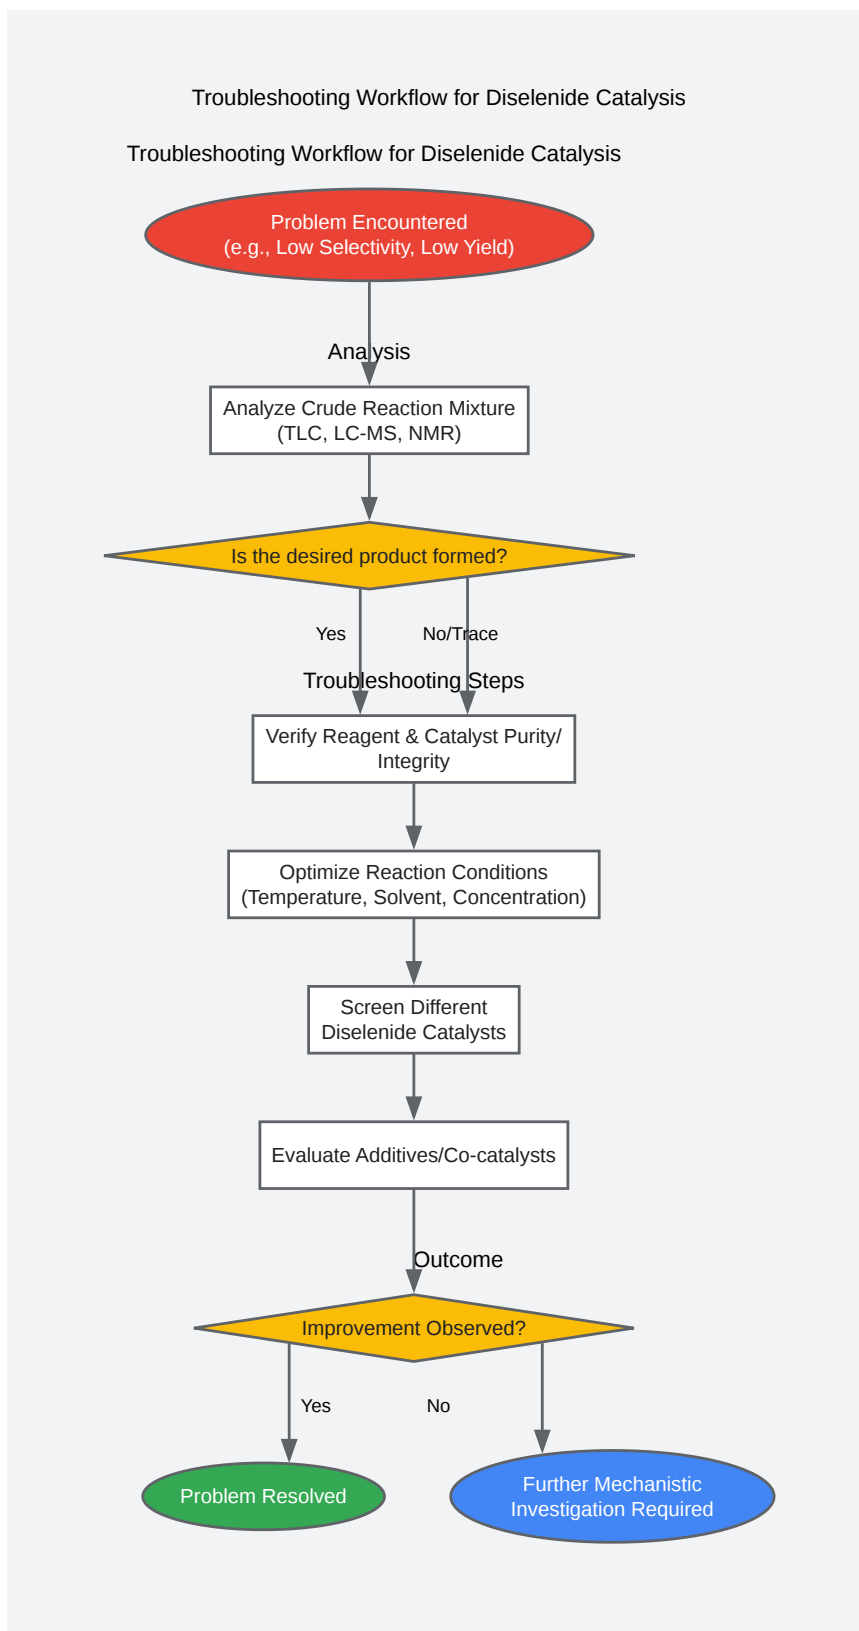 Troubleshooting Workflow for Diselenide Catalysis
Troubleshooting Workflow for Diselenide Catalysis
Problem Encountered
(e.g., Low Selectivity, Low Yield)
Analysis
Analyze Crude Reaction Mixture
(TLC, LC-MS, NMR)
Is the desired product formed?
Yes
No/Trace
Troubleshooting Steps
Verify Reagent & Catalyst Purity/
Integrity
Optimize Reaction Conditions
(Temperature, Solvent, Concentration)
Screen Different
Diselenide Catalysts
Evaluate Additives/Co-catalysts
Outcome
Improvement Observed?
Yes
No
Problem Resolved
Further Mechanistic
Investigation Required